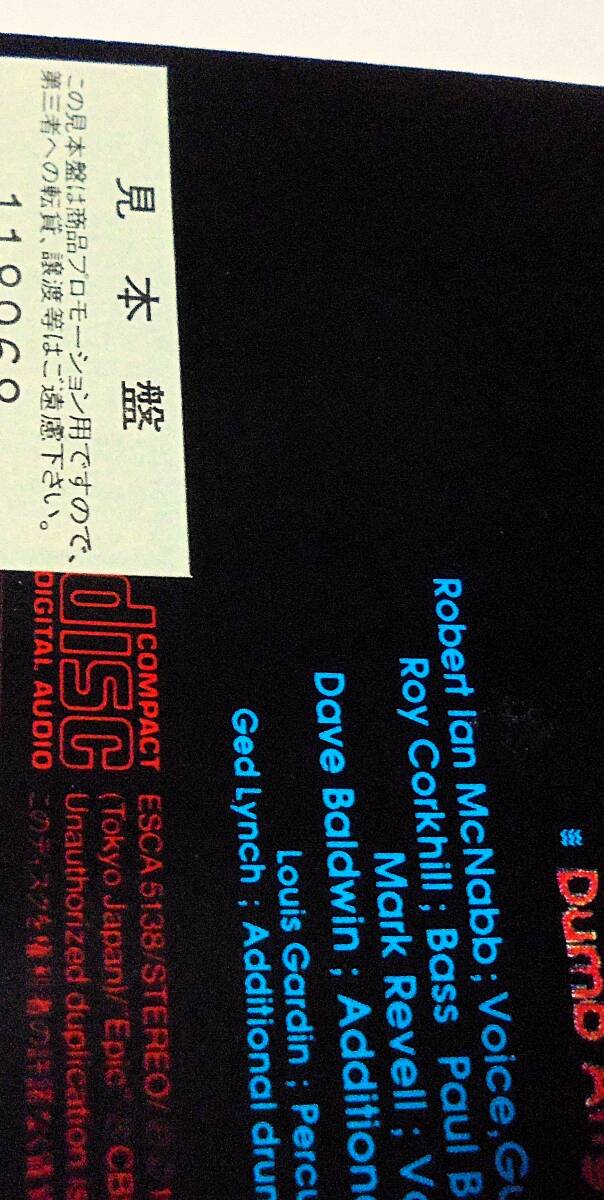 Dumb
Robert Ian McNabb ; Voice,
Roy Corkhill ; Bass Paul
Mark Revell ;
Dave Baldwin ;
Louis Gardin ;
Ged Lynch ; Additional
見本盤
この見本盤は商品プロモーション用ですので、
第三者への転貸、譲渡等はご遠慮下さい。
COMPACT
disc
DIGITAL AUDIO
ESCA 5138/STEREO/
(Tokyo Japan)/"Epic"
Unauthorized duplication is